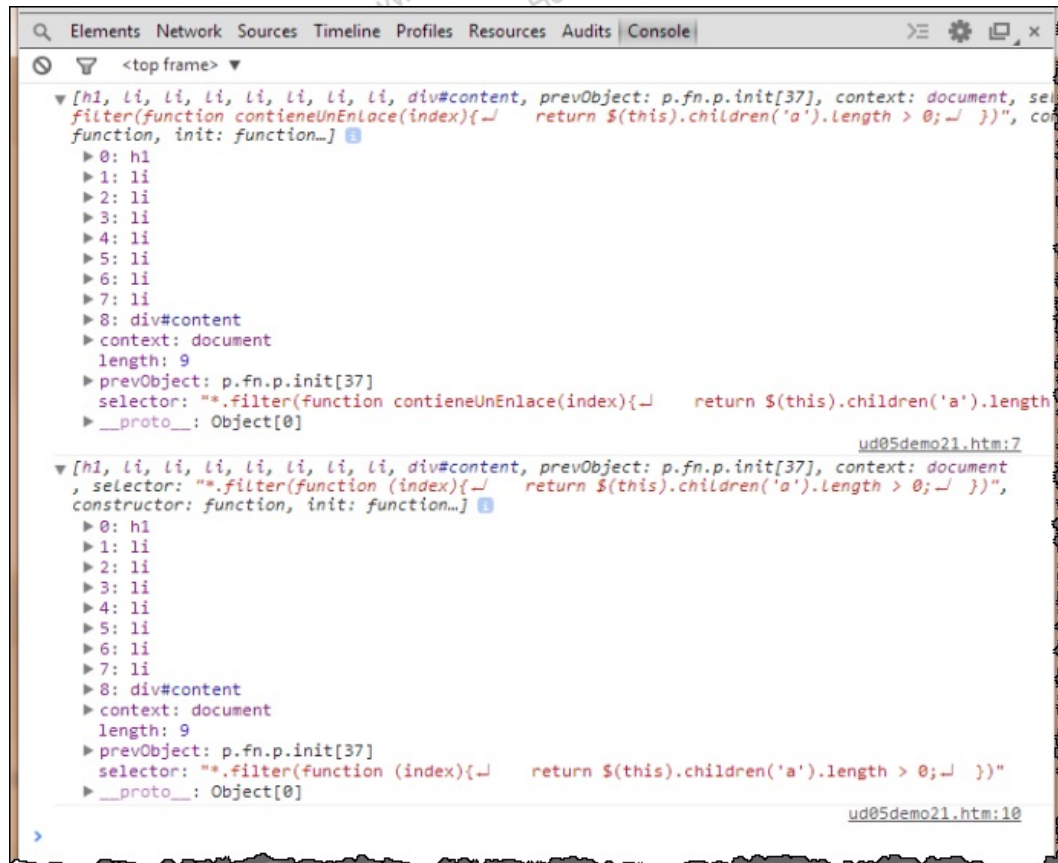 Elements Network Sources Timeline Profiles Resources Audits Console
<top frame> ▼
▼ [h1, li, li, li, li, li, li, li, div#content, prevObject: p.fn.p.init[37], context: document,
filter(function contieneUnEnlace(index){↵    return $(this).children('a').length > 0;↵ })",
function, init: function…]
▶ 0: h1
▶ 1: li
▶ 2: li
▶ 3: li
▶ 4: li
▶ 5: li
▶ 6: li
▶ 7: li
▶ 8: div#content
▶ context: document
length: 9
▶ prevObject: p.fn.p.init[37]
selector: "*.filter(function contieneUnEnlace(index){↵    return $(this).children('a').length
▶ __proto__: Object[0]
ud05demo21.htm:7
▼ [h1, li, li, li, li, li, li, li, div#content, prevObject: p.fn.p.init[37], context: document
, selector: "*.filter(function (index){↵    return $(this).children('a').length > 0;↵ })",
constructor: function, init: function…]
▶ 0: h1
▶ 1: li
▶ 2: li
▶ 3: li
▶ 4: li
▶ 5: li
▶ 6: li
▶ 7: li
▶ 8: div#content
▶ context: document
length: 9
▶ prevObject: p.fn.p.init[37]
selector: "*.filter(function (index){↵    return $(this).children('a').length > 0;↵ })"
▶ __proto__: Object[0]
ud05demo21.htm:10